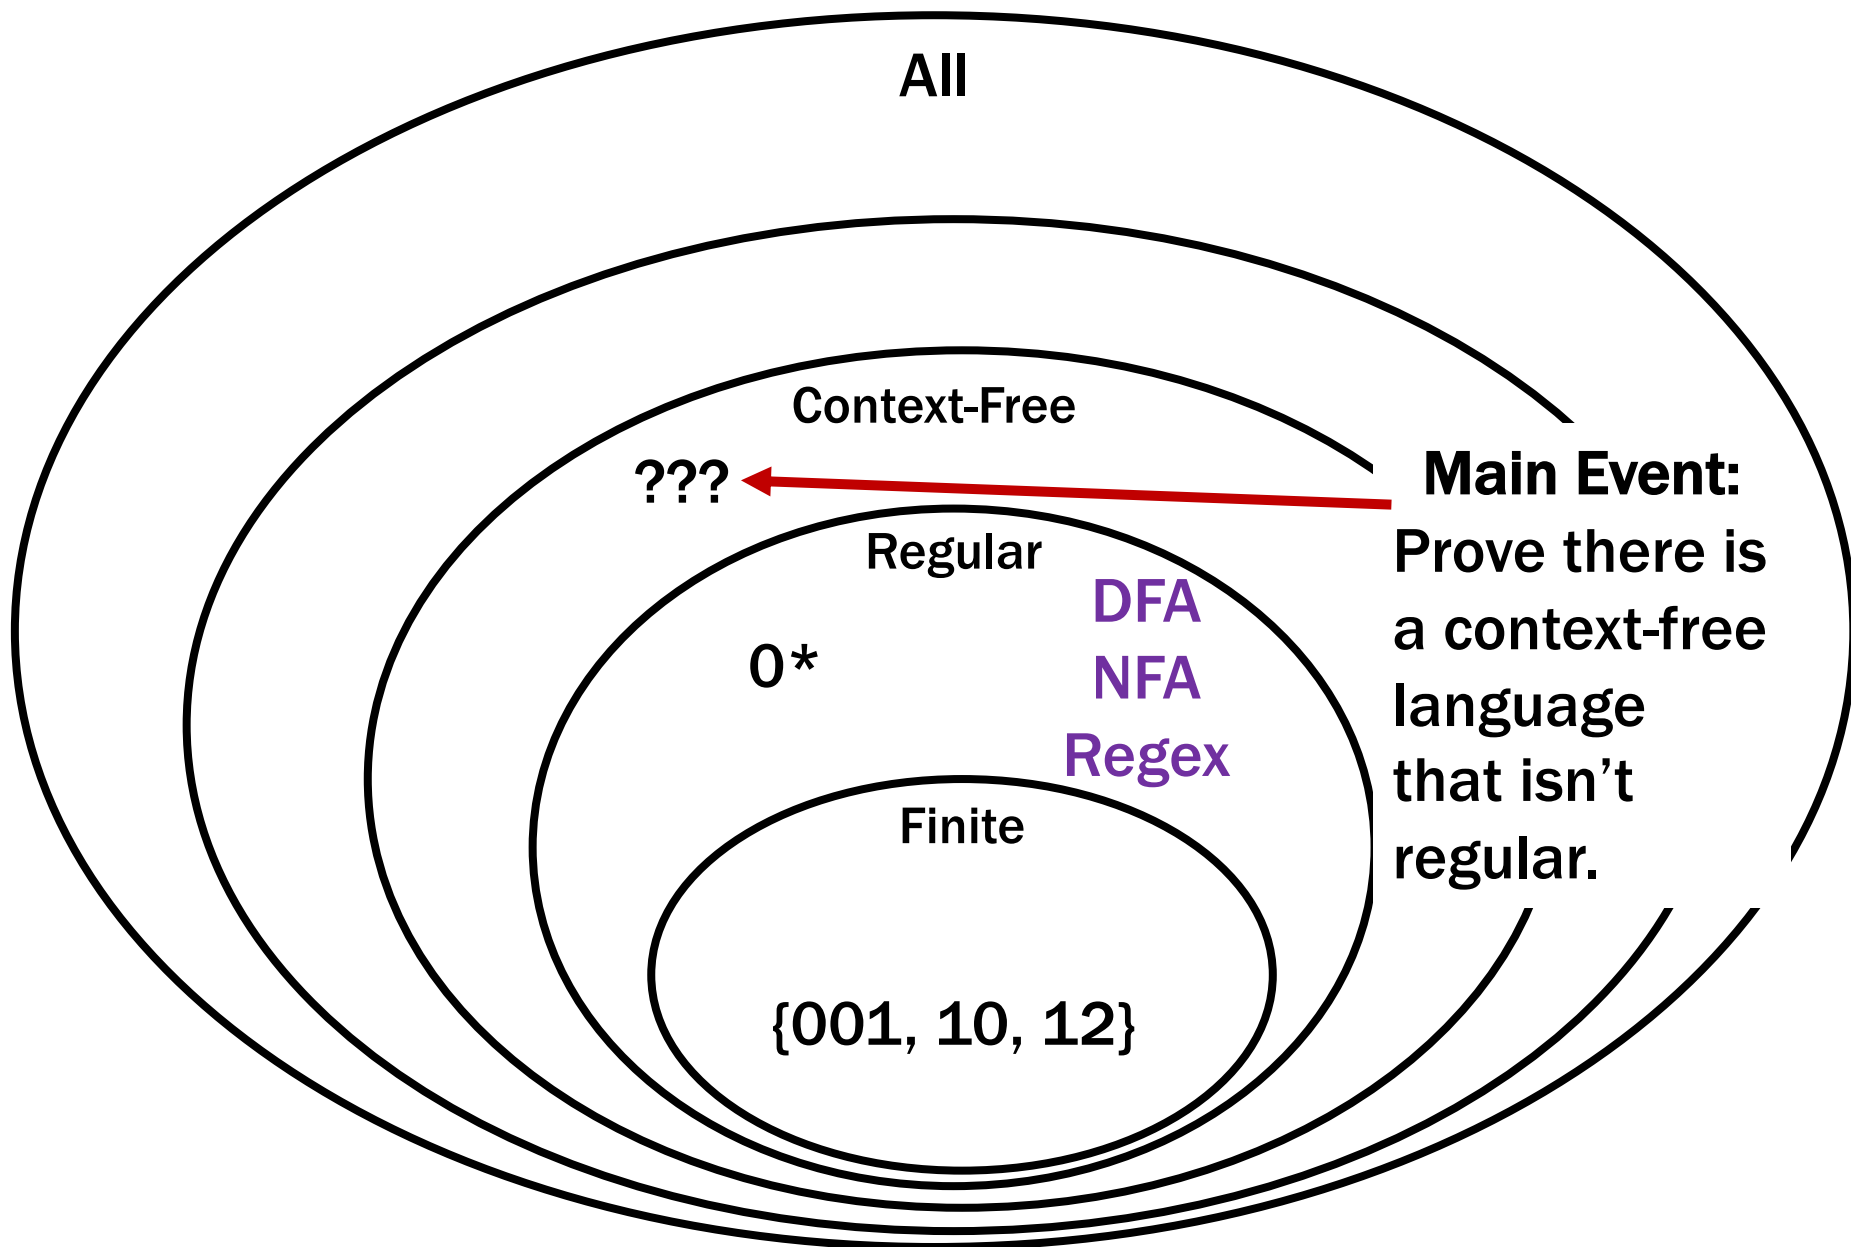 All
Context-Free
???
Main Event:
Prove there is
a context-free
language
that isn’t
regular.
Regular
DFA
0*
NFA
Regex
Finite
{001, 10, 12}